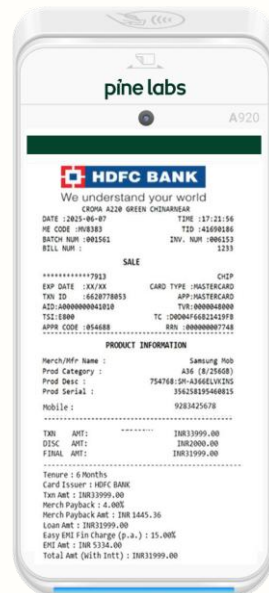 pine labs
A920
HDFC BANK
We understand your world
CROMA A220 GREEN CHINARNEAR
DATE :2025-06-07 TIME :17:21:56
ME CODE :MV8383 TID :41690186
BATCH NUM :001561 INV. NUM :006153
BILL NUM : 1233
SALE
************7913 CHIP
EXP DATE :XX/XX CARD TYPE :MASTERCARD
TXN ID :6620778053 APP:MASTERCARD
AID:A0000000041010 TVR:0000048000
TSI:E800 TC :D0D04F66821419F8
APPR CODE :054688 RRN :000000007748
PRODUCT INFORMATION
Merch/Mfr Name : Samsung Mob
Prod Category : A36 (8/256GB)
Prod Desc : 754768:SM-A366ELVKINS
Prod Serial : 356258195460815
Mobile : 9283425678
TXN AMT: INR33999.00
DISC AMT: INR2000.00
FINAL AMT: INR31999.00
Tenure : 6 Months
Card Issuer : HDFC BANK
Txn Amt : INR33999.00
Merch Payback : 4.00%
Merch Payback Amt : INR 1445.36
Loan Amt : INR31999.00
Easy EMI Fin Charge (p.a.) : 15.00%
EMI Amt : INR 5334.00
Total Amt (With Intt) : INR31999.00